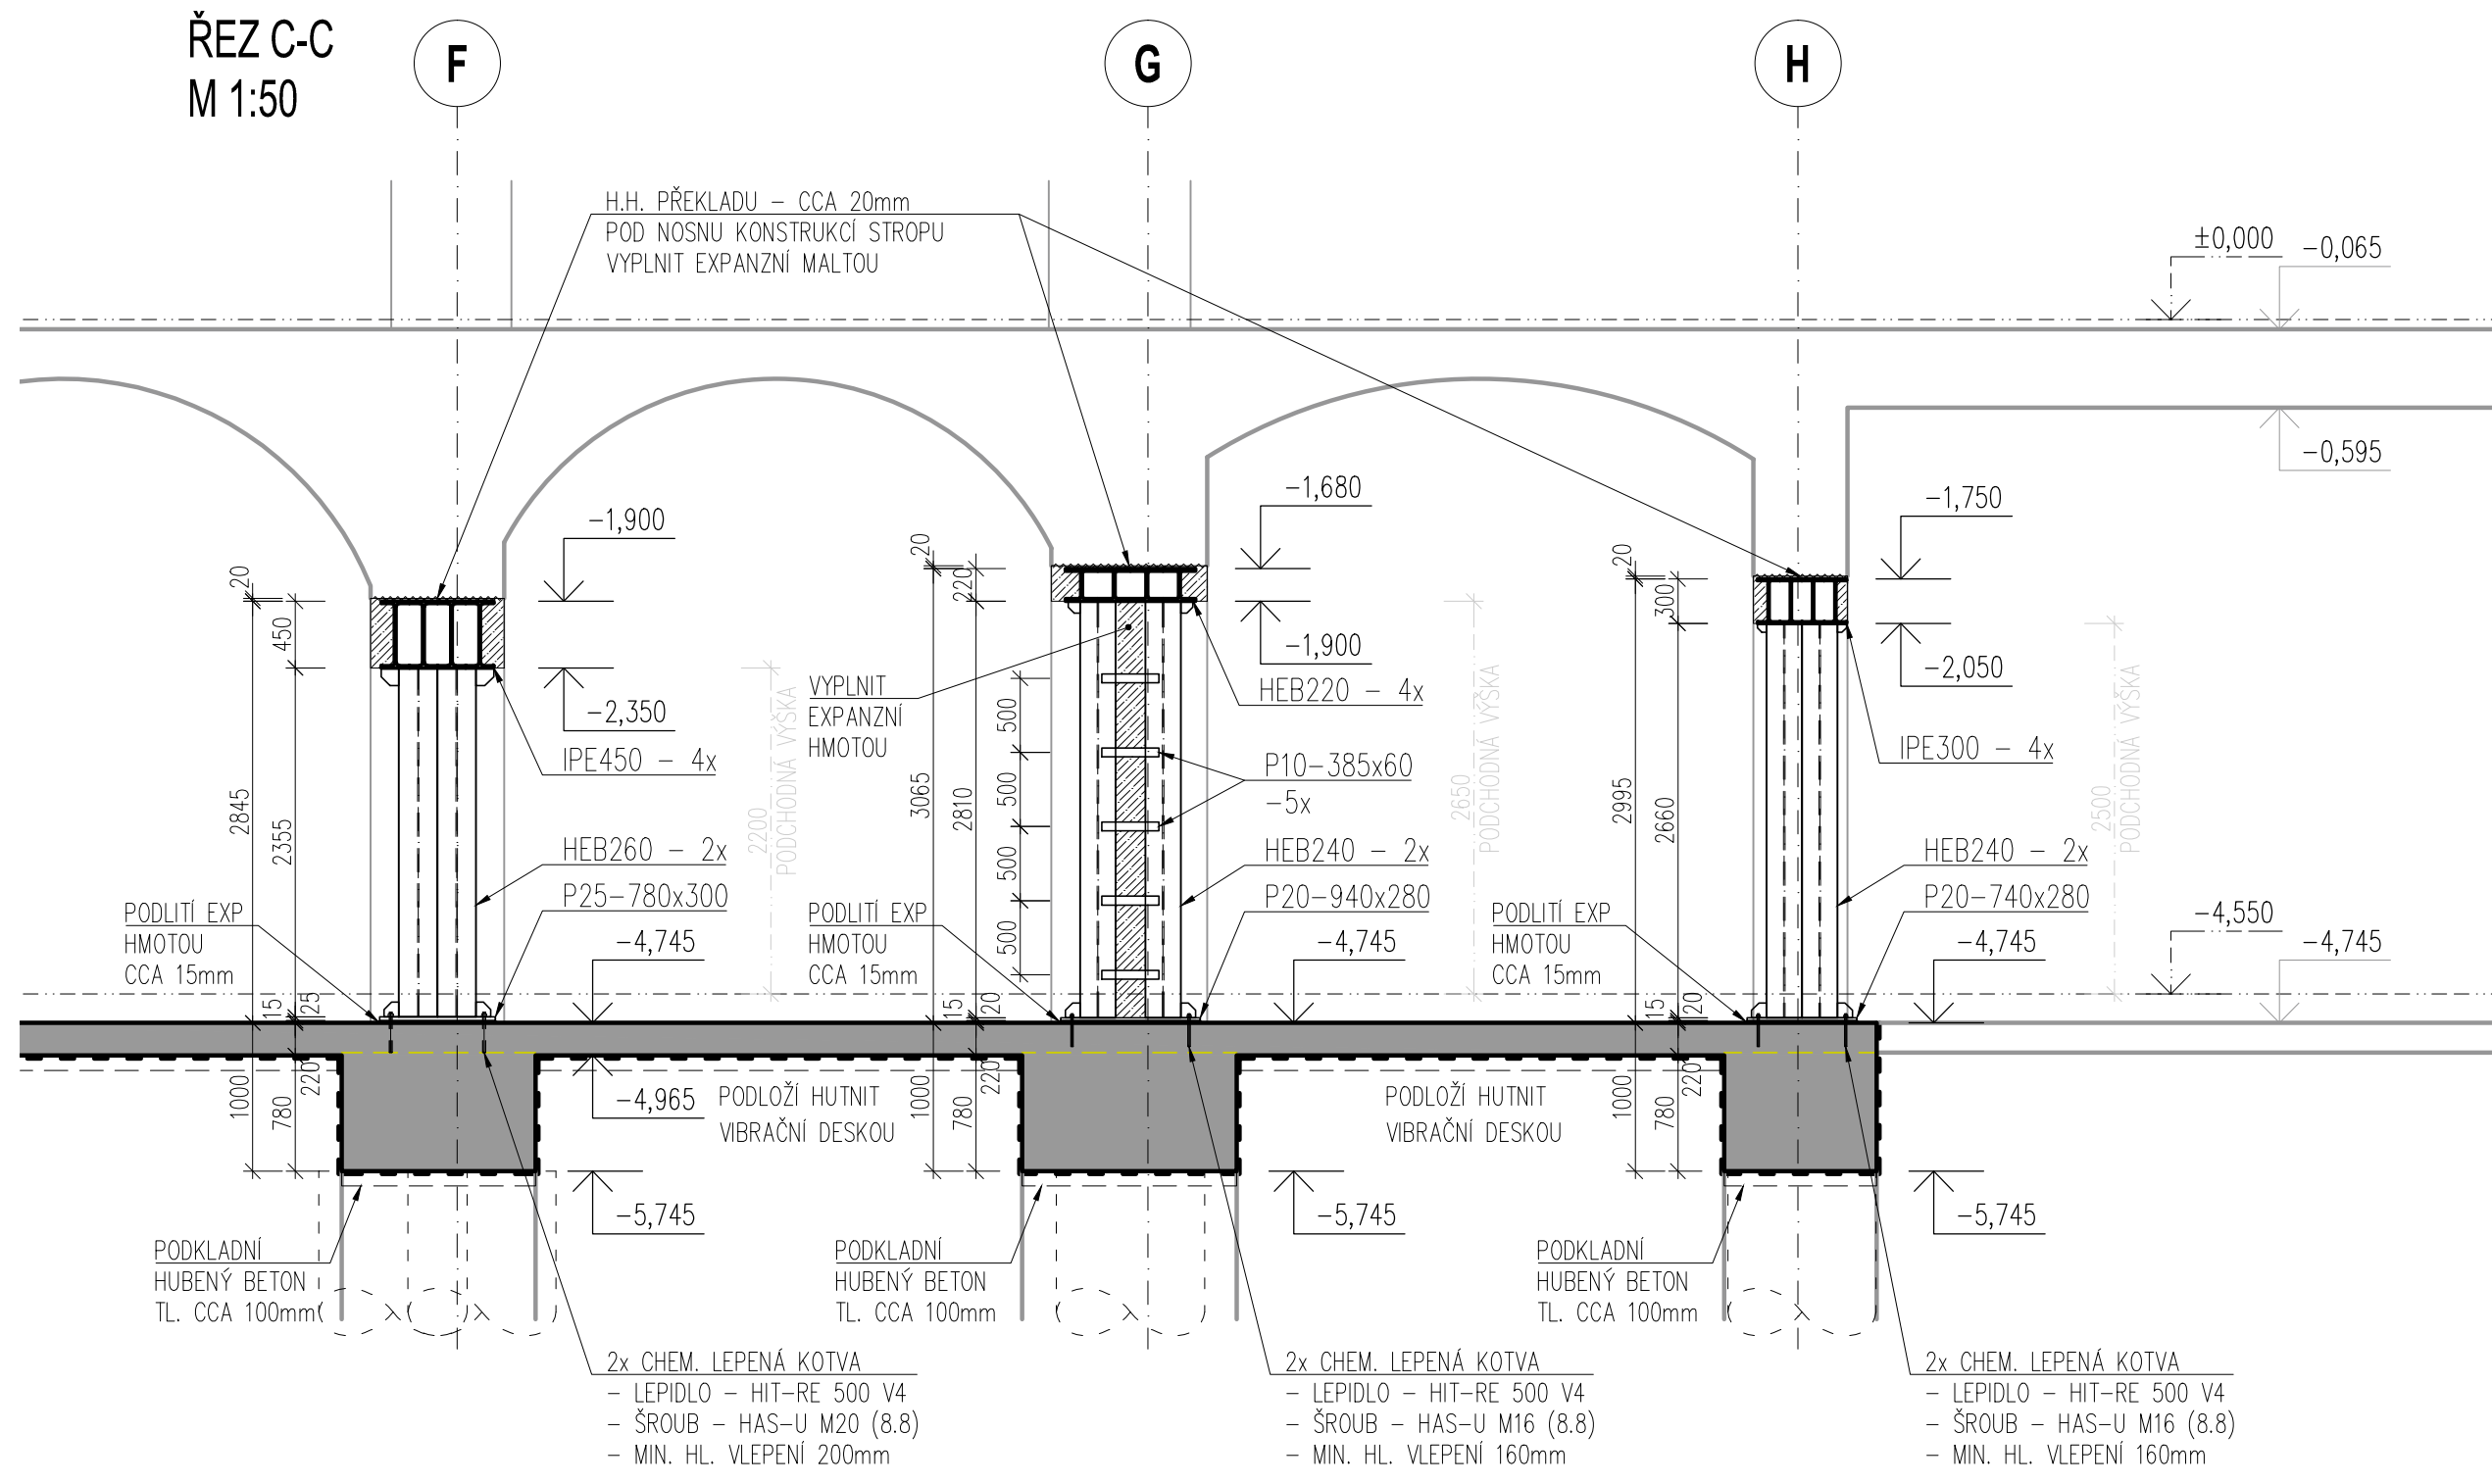 ŘEZ C-C
M 1:50
F
G
H
H.H. PŘEKLADU – CCA 20mm
POD NOSNU KONSTRUKCÍ STROPU
VYPLNIT EXPANZNÍ MALTOU
±0,000
-0,065
-0,595
-1,900
-2,350
IPE450 – 4x
HEB260 – 2x
P25-780x300
-4,745
-4,965
-5,745
20
450
2845
2355
15
25
1000
780
220
2200
PODCHODNÁ VÝŠKA
PODLITÍ EXP
HMOTOU
CCA 15mm
PODKLADNÍ
HUBENÝ BETON
TL. CCA 100mm
2x CHEM. LEPENÁ KOTVA
– LEPIDLO – HIT-RE 500 V4
– ŠROUB – HAS-U M20 (8.8)
– MIN. HL. VLEPENÍ 200mm
PODLOŽÍ HUTNIT
VIBRAČNÍ DESKOU
-1,680
-1,900
HEB220 – 4x
VYPLNIT
EXPANZNÍ
HMOTOU
P10-385x60
-5x
HEB240 – 2x
P20-940x280
-4,745
-5,745
20
220
3065
2810
500
500
500
500
15
20
1000
780
220
2650
PODCHODNÁ VÝŠKA
PODLITÍ EXP
HMOTOU
CCA 15mm
PODKLADNÍ
HUBENÝ BETON
TL. CCA 100mm
2x CHEM. LEPENÁ KOTVA
– LEPIDLO – HIT-RE 500 V4
– ŠROUB – HAS-U M16 (8.8)
– MIN. HL. VLEPENÍ 160mm
PODLOŽÍ HUTNIT
VIBRAČNÍ DESKOU
-1,750
-2,050
IPE300 – 4x
HEB240 – 2x
P20-740x280
-4,745
-5,745
20
300
2995
2660
15
20
1000
780
220
2500
PODCHODNÁ VÝŠKA
-4,550
-4,745
PODLITÍ EXP
HMOTOU
CCA 15mm
PODKLADNÍ
HUBENÝ BETON
TL. CCA 100mm
2x CHEM. LEPENÁ KOTVA
– LEPIDLO – HIT-RE 500 V4
– ŠROUB – HAS-U M16 (8.8)
– MIN. HL. VLEPENÍ 160mm